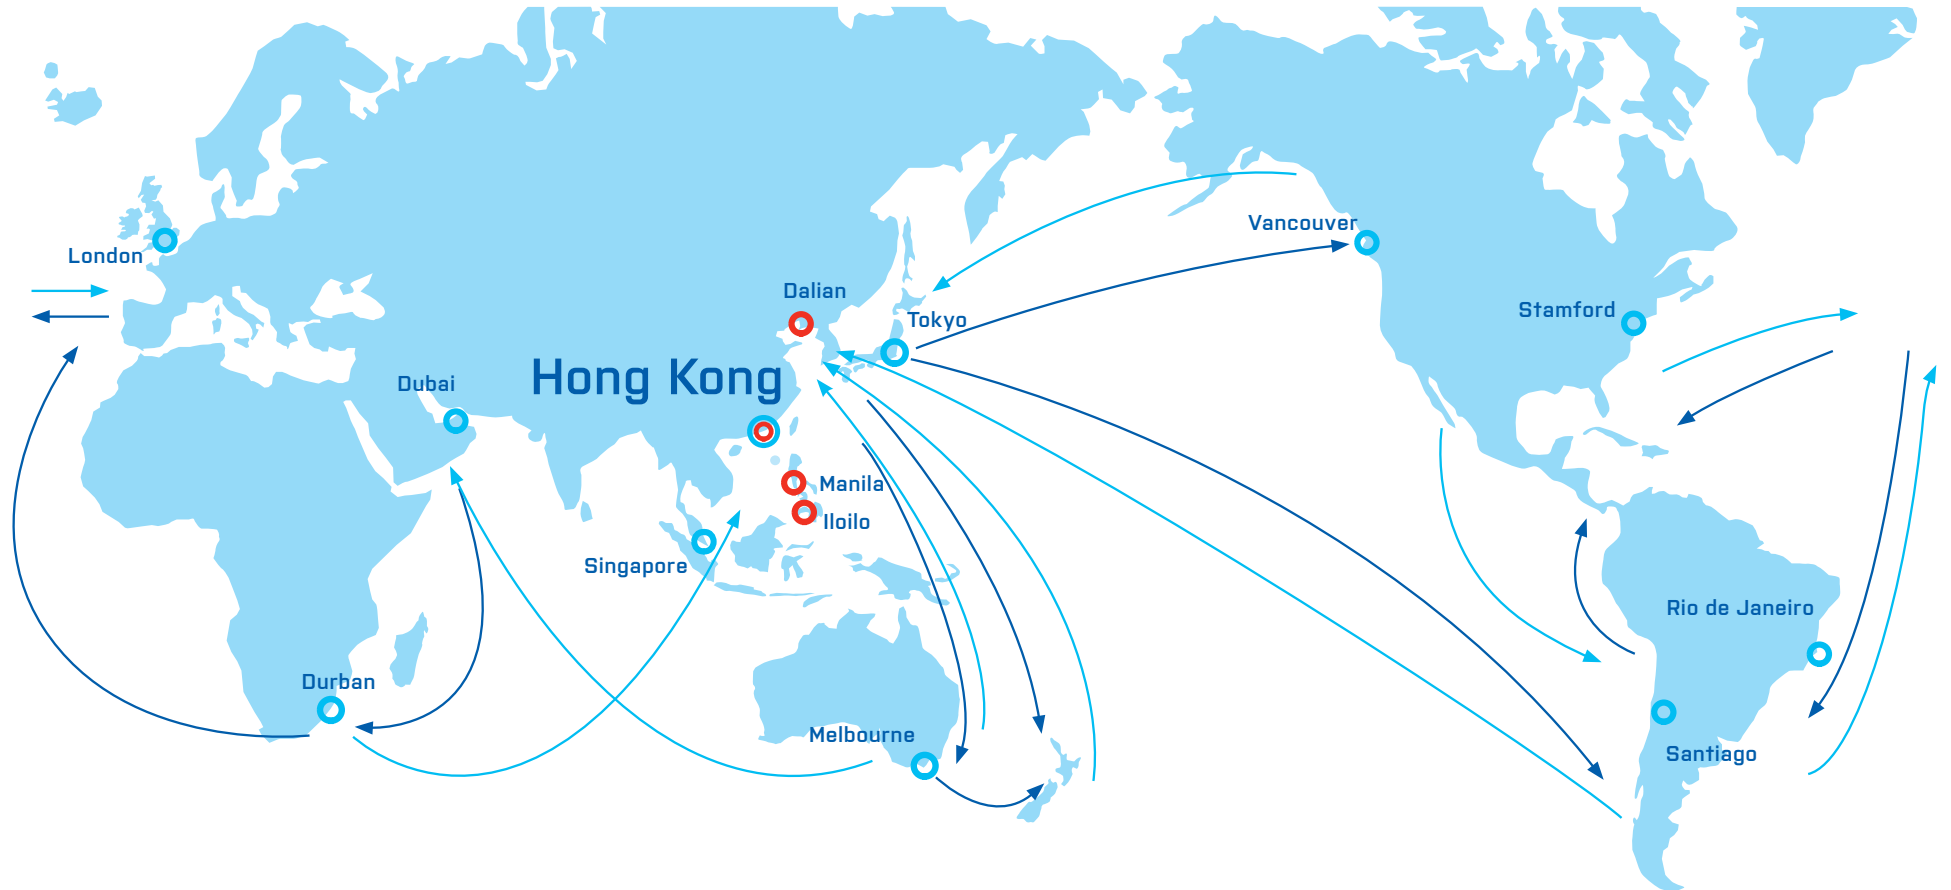 Vancouver
London
Dalian
Stamford
Tokyo
Hong Kong
Dubai
Manila
Iloilo
Singapore
Rio de Janeiro
Durban
Melbourne
Santiago